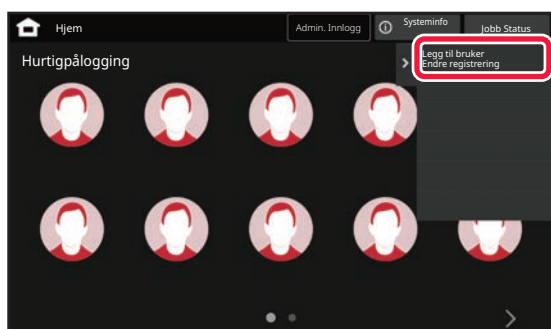 Hjem
Admin. Innlogg
Systeminfo
Jobb Status
Hurtigpålogging
Legg til bruker
Endre registrering